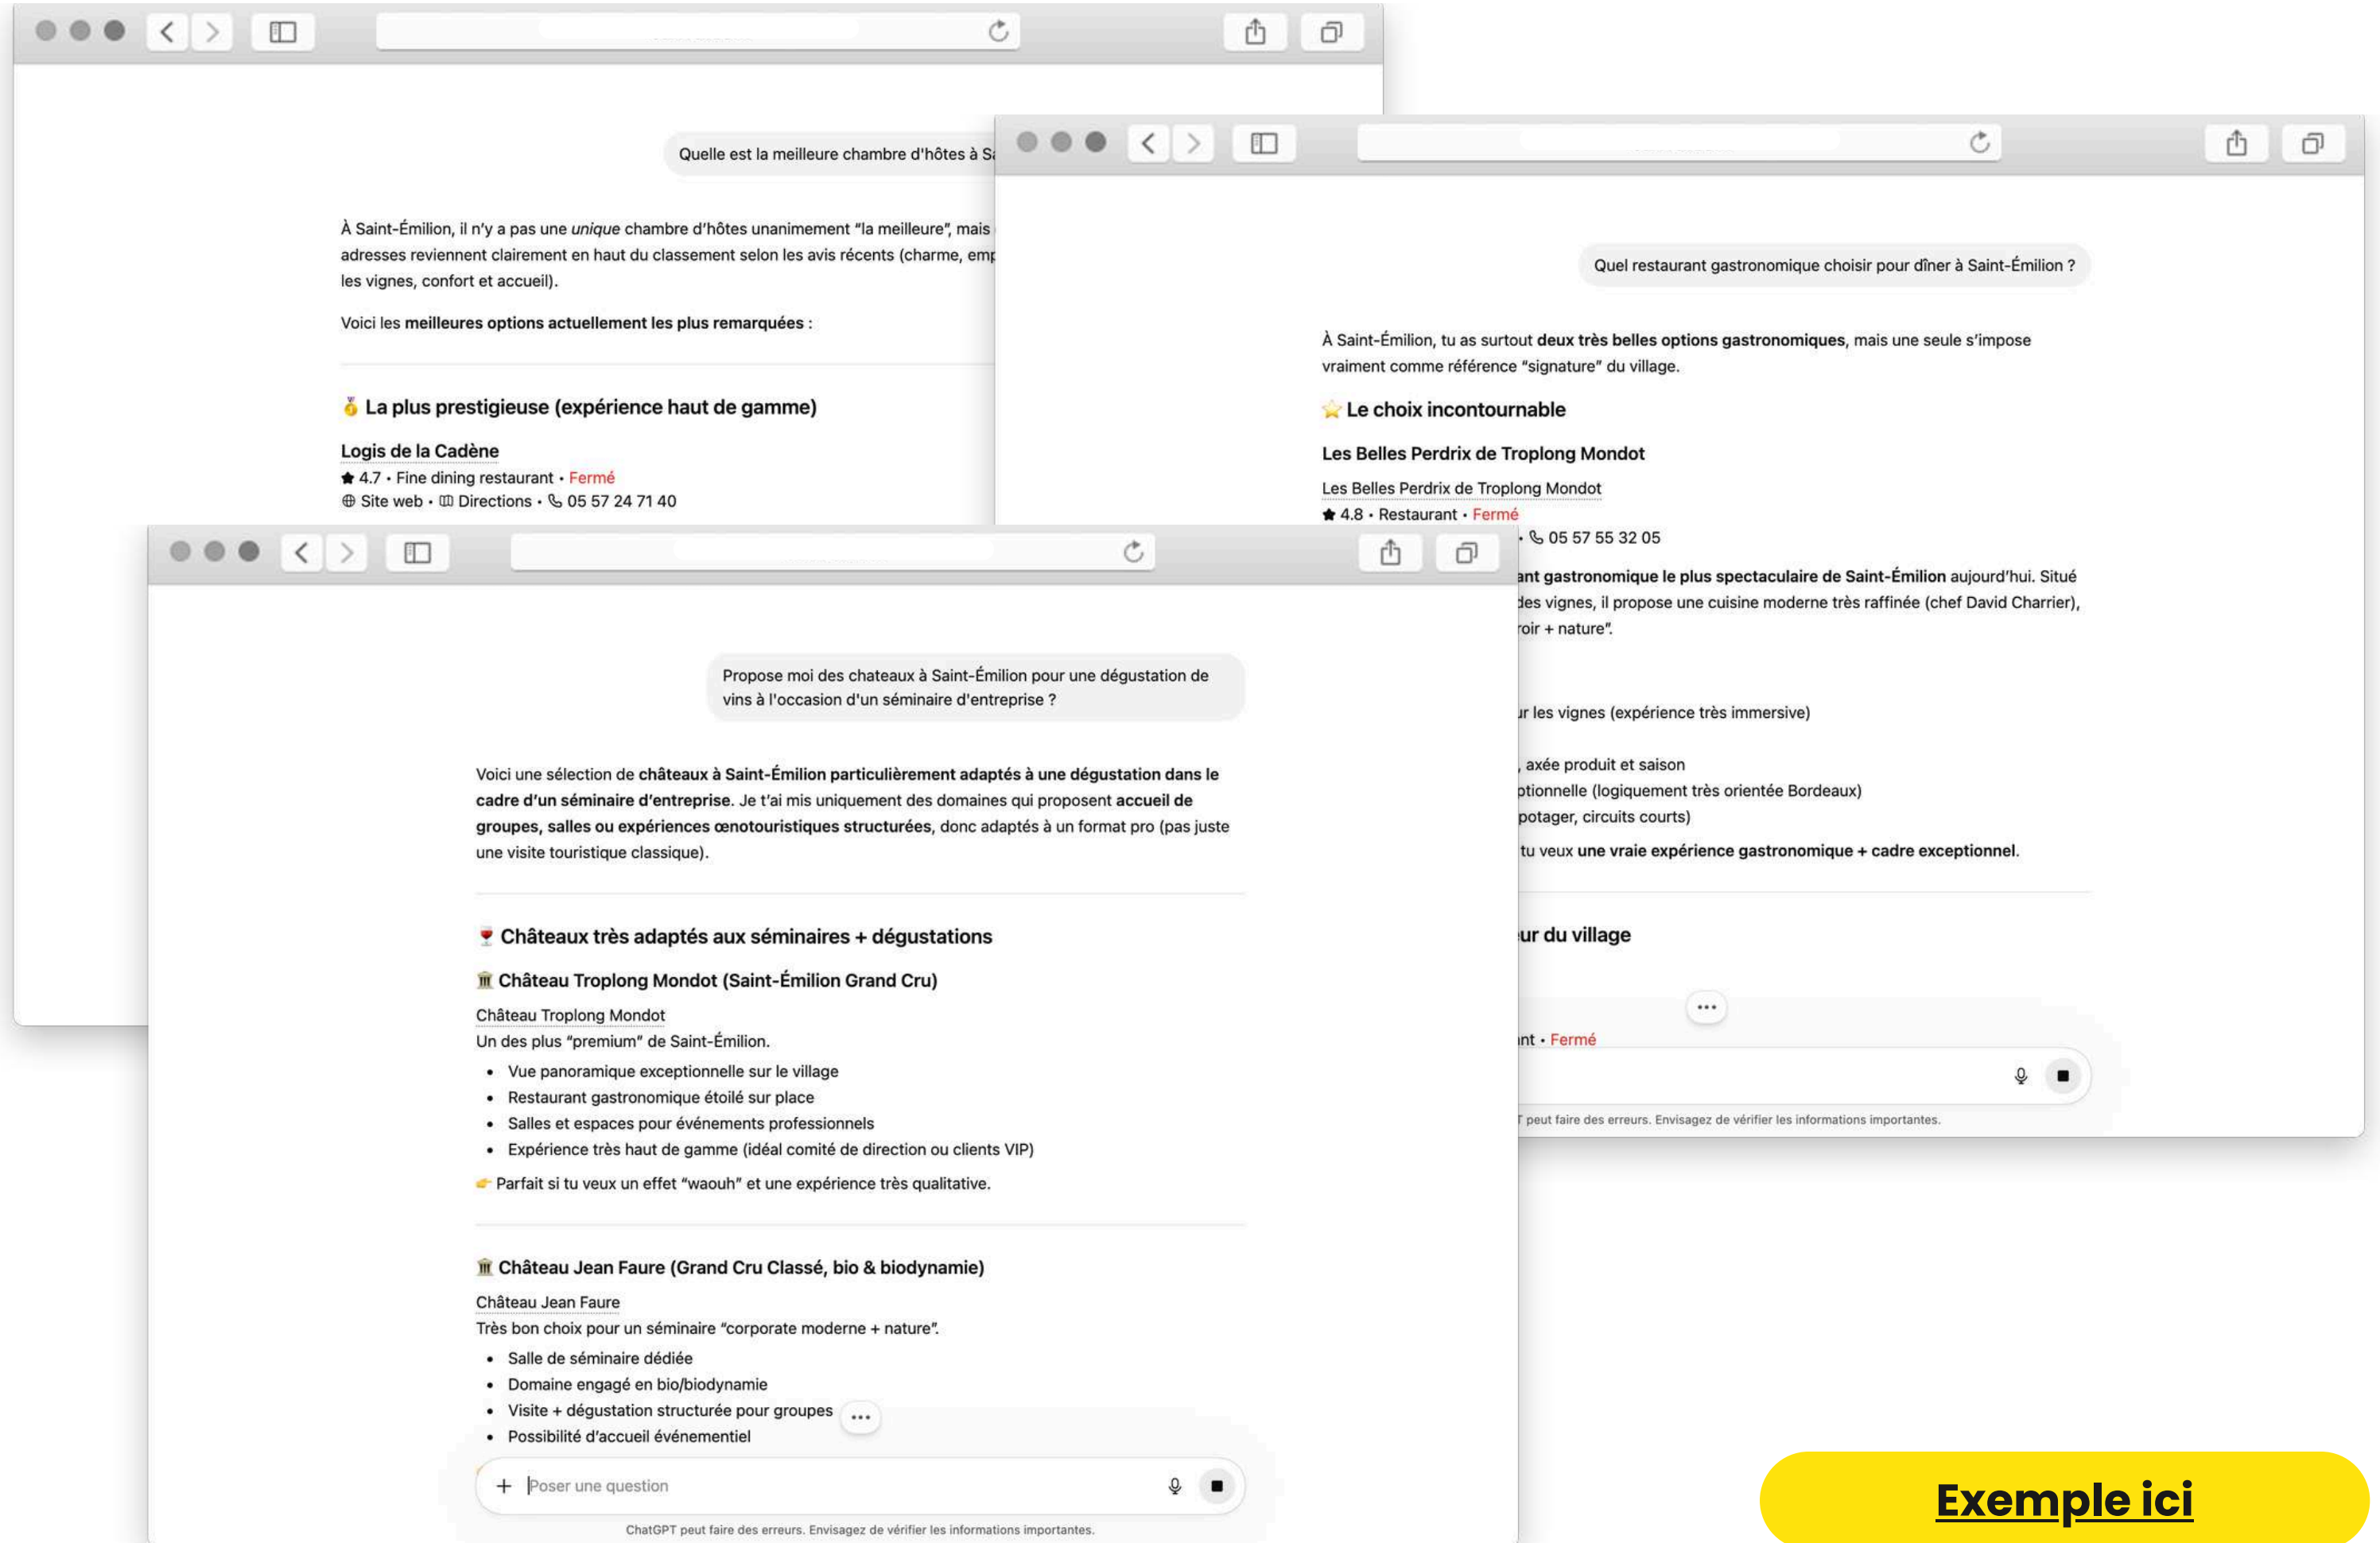 Quelle est la meilleure chambre d'hôtes à
À Saint-Émilion, il n'y a pas une unique chambre d'hôtes unanimement “la meilleure”, mais
adresses reviennent clairement en haut du classement selon les avis récents (charme,
les vignes, confort et accueil).
Voici les meilleures options actuellement les plus remarquées :
La plus prestigieuse (expérience haut de gamme)
Logis de la Cadène
★ 4.7 • Fine dining restaurant • Fermé
Site web • Directions • 05 57 24 71 40
Quel restaurant gastronomique choisir pour dîner à Saint-Émilion ?
À Saint-Émilion, tu as surtout deux très belles options gastronomiques, mais une seule s'impose
vraiment comme référence “signature” du village.
⭐ Le choix incontournable
Les Belles Perdrix de Troplong Mondot
Les Belles Perdrix de Troplong Mondot
★ 4.8 • Restaurant • Fermé
• 05 57 55 32 05
gastronomique le plus spectaculaire de Saint-Émilion aujourd'hui. Situé
des vignes, il propose une cuisine moderne très raffinée (chef David Charrier),
+ nature”.
les vignes (expérience très immersive)
, axée produit et saison
(logiquement très orientée Bordeaux)
potager, circuits courts)
tu veux une vraie expérience gastronomique + cadre exceptionnel.
du village
• Fermé
peut faire des erreurs. Envisagez de vérifier les informations importantes.
Propose moi des chateaux à Saint-Émilion pour une dégustation de
vins à l'occasion d'un séminaire d'entreprise ?
Voici une sélection de châteaux à Saint-Émilion particulièrement adaptés à une dégustation dans le
cadre d'un séminaire d'entreprise. Je t'ai mis uniquement des domaines qui proposent accueil de
groupes, salles ou expériences œnotouristiques structurées, donc adaptés à un format pro (pas juste
une visite touristique classique).
🍷 Châteaux très adaptés aux séminaires + dégustations
🏛 Château Troplong Mondot (Saint-Émilion Grand Cru)
Château Troplong Mondot
Un des plus “premium” de Saint-Émilion.
• Vue panoramique exceptionnelle sur le village
• Restaurant gastronomique étoilé sur place
• Salles et espaces pour événements professionnels
• Expérience très haut de gamme (idéal comité de direction ou clients VIP)
👉 Parfait si tu veux un effet “waouh” et une expérience très qualitative.
🏛 Château Jean Faure (Grand Cru Classé, bio & biodynamie)
Château Jean Faure
Très bon choix pour un séminaire “corporate moderne + nature”.
• Salle de séminaire dédiée
• Domaine engagé en bio/biodynamie
• Visite + dégustation structurée pour groupes
• Possibilité d'accueil événementiel
Poser une question
ChatGPT peut faire des erreurs. Envisagez de vérifier les informations importantes.
Exemple ici